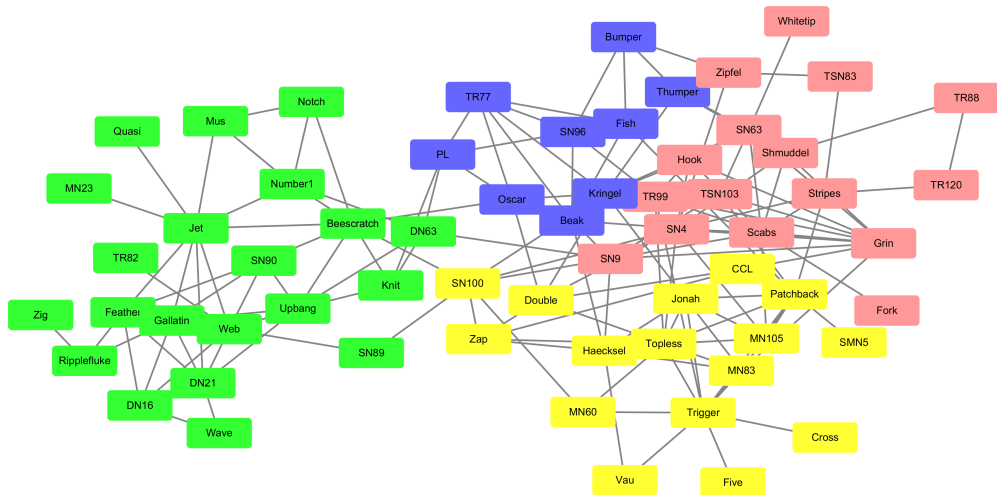 Whitetip
Bumper
Zipfel
TSN83
Thumper
TR77
TR88
Notch
Mus
Quasi
SN96
Fish
SN63
PL
Shmuddel
Hook
Number1
MN23
TR120
Oscar
Kringel
TR99
TSN103
Stripes
Beak
Jet
Beescratch
DN63
SN4
Scabs
Grin
TR82
SN90
SN9
CCL
SN100
Knit
Patchback
Double
Jonah
Upbang
Fork
Zig
Feather
Gallatin
Web
Zap
MN105
SMN5
Haecksel
Topless
SN89
Ripplefluke
MN83
DN21
DN16
MN60
Trigger
Wave
Cross
Vau
Five